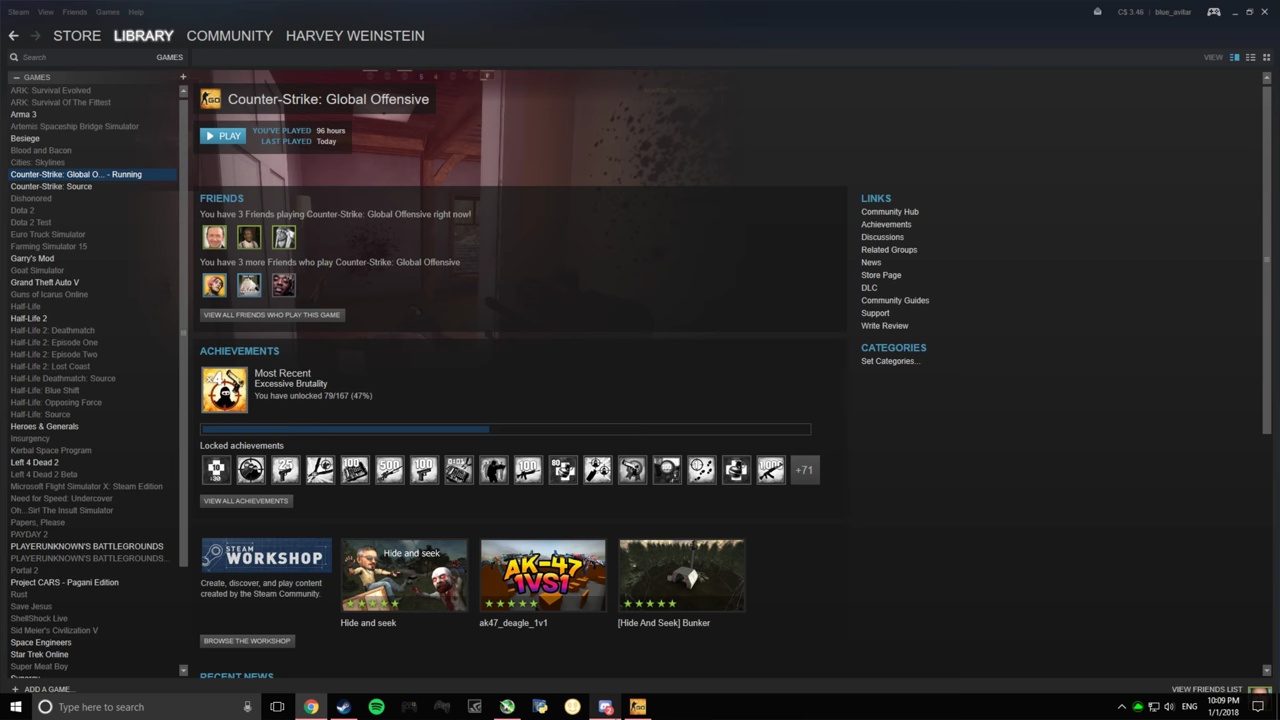 Steam View Friends Games Help
C$ 3.46 blue_avitar
STORE LIBRARY COMMUNITY HARVEY WEINSTEIN
Search GAMES
VIEW
GAMES
ARK: Survival Evolved
ARK: Survival Of The Fittest
Arma 3
Artemis Spaceship Bridge Simulator
Besiege
Blood and Bacon
Cities: Skylines
Counter-Strike: Global O... - Running
Counter-Strike: Source
Dishonored
Dota 2
Dota 2 Test
Euro Truck Simulator
Farming Simulator 15
Garry's Mod
Goat Simulator
Grand Theft Auto V
Guns of Icarus Online
Half-Life
Half-Life 2
Half-Life 2: Deathmatch
Half-Life 2: Episode One
Half-Life 2: Episode Two
Half-Life 2: Lost Coast
Half-Life Deathmatch: Source
Half-Life: Blue Shift
Half-Life: Opposing Force
Half-Life: Source
Heroes & Generals
Insurgency
Kerbal Space Program
Left 4 Dead 2
Left 4 Dead 2 Beta
Microsoft Flight Simulator X: Steam Edition
Need for Speed: Undercover
Oh...Sir! The Insult Simulator
Papers, Please
PAYDAY 2
PLAYERUNKNOWN'S BATTLEGROUNDS
PLAYERUNKNOWN'S BATTLEGROUNDS...
Portal 2
Project CARS - Pagani Edition
Rust
Save Jesus
ShellShock Live
Sid Meier's Civilization V
Space Engineers
Star Trek Online
Super Meat Boy
Synergy
ADD A GAME...
Counter-Strike: Global Offensive
PLAY
YOU'VE PLAYED 96 hours
LAST PLAYED Today
FRIENDS
You have 3 Friends playing Counter-Strike: Global Offensive right now!
You have 3 more Friends who play Counter-Strike: Global Offensive
VIEW ALL FRIENDS WHO PLAY THIS GAME
ACHIEVEMENTS
x4
Most Recent
Excessive Brutality
You have unlocked 79/167 (47%)
Locked achievements
+71
VIEW ALL ACHIEVEMENTS
STEAM WORKSHOP
Create, discover, and play content
created by the Steam Community.
BROWSE THE WORKSHOP
Hide and seek
Hide and seek
AK-47
1VS1
ak47_deagle_1v1
[Hide And Seek] Bunker
RECENT NEWS
LINKS
Community Hub
Achievements
Discussions
Related Groups
News
Store Page
DLC
Community Guides
Support
Write Review
CATEGORIES
Set Categories...
VIEW FRIENDS LIST
Type here to search
ENG
10:09 PM
1/1/2018